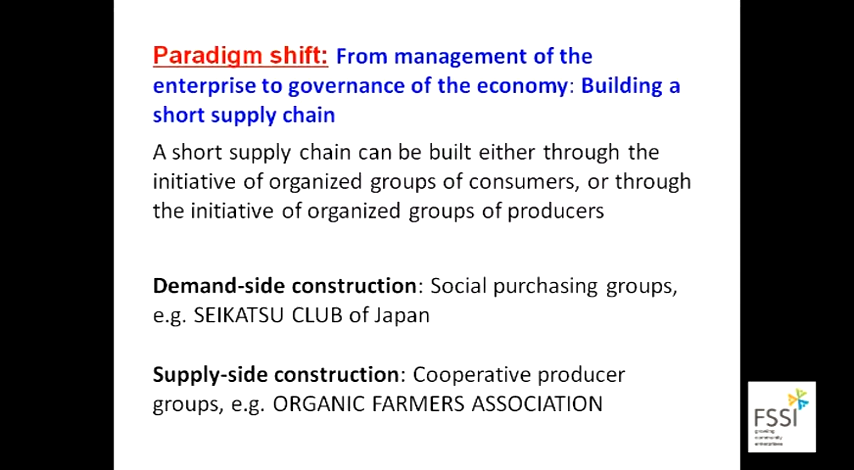 Paradigm shift: From management of the
enterprise to governance of the economy: Building a
short supply chain
A short supply chain can be built either through the
initiative of organized groups of consumers, or through
the initiative of organized groups of producers
Demand-side construction: Social purchasing groups,
e.g. SEIKATSU CLUB of Japan
Supply-side construction: Cooperative producer
groups, e.g. ORGANIC FARMERS ASSOCIATION
FSSI
growing
community
enterprises